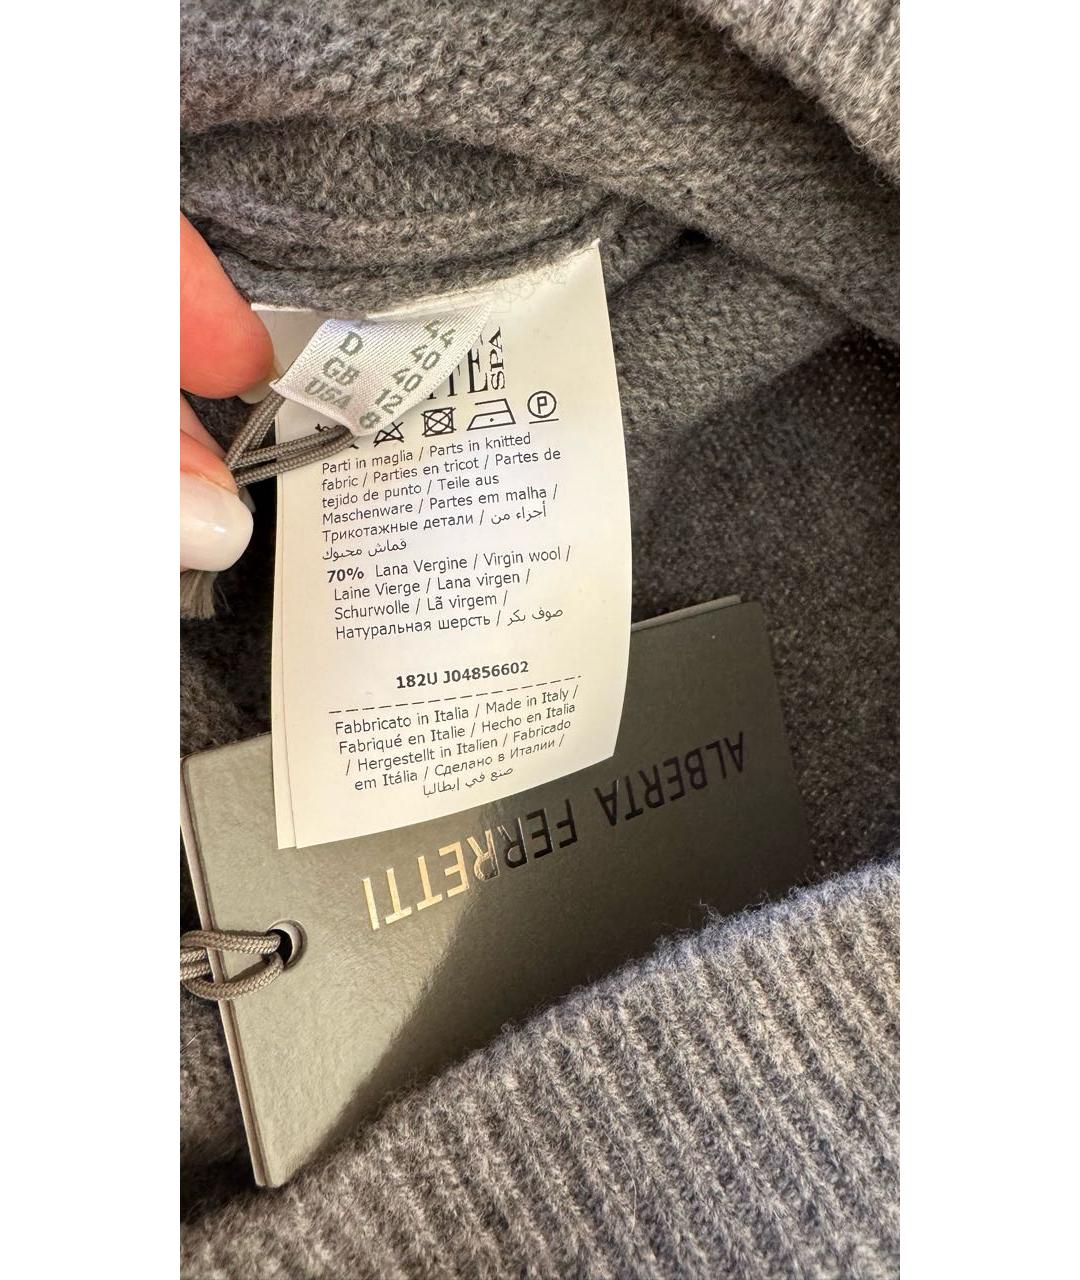 44
D 40
GB 40
USA 12
8
SPA
P
Parti in maglia / Parts in knitted
fabric / Parties en tricot / Partes de
tejido de punto / Teile aus
Maschenware / Partes em malha /
Трикотажные детали / أجزاء من
قماش محبوك
70% Lana Vergine / Virgin wool /
Laine Vierge / Lana virgen /
Schurwolle / Lã virgem /
Натуральная шерсть / صوف بكر
182U J04856602
Fabbricato in Italia / Made in Italy /
Fabriqué en Italie / Hecho en Italia
/ Hergestellt in Italien / Fabricado
em Itália / Сделано в Италии /
صنع في إيطاليا
ALBERTA FERRETTI